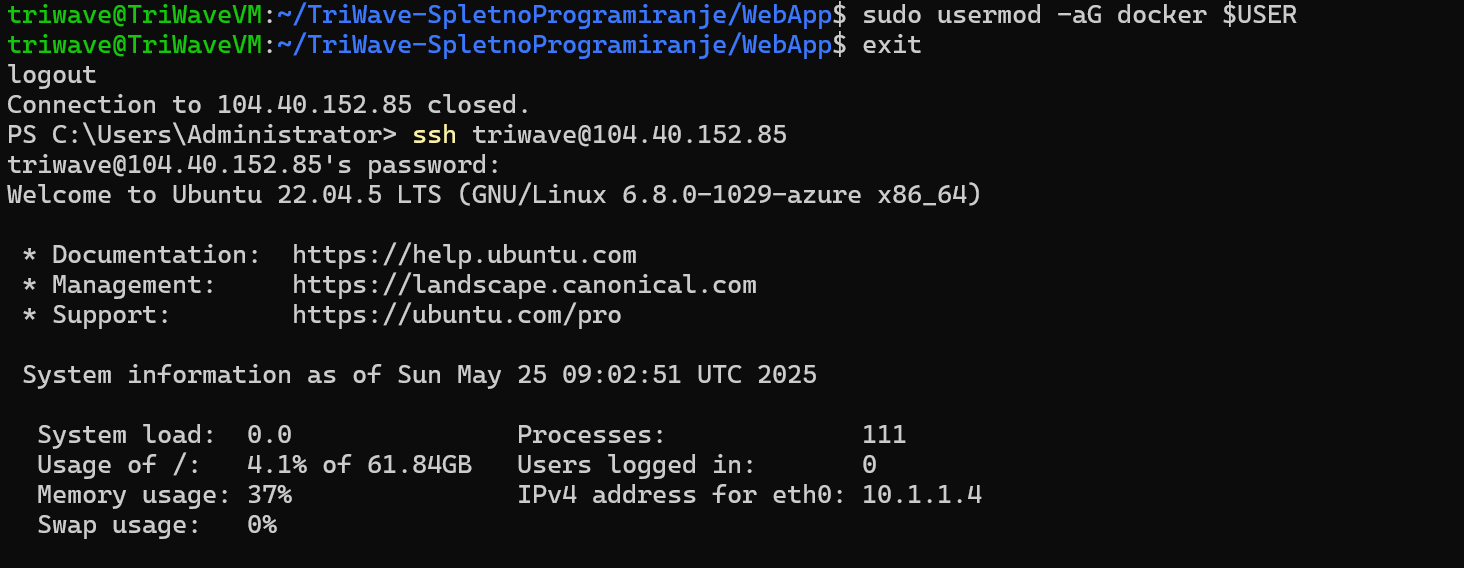 triwave@TriWaveVM:~/TriWave-SpletnoProgramiranje/WebApp$ sudo usermod -aG docker $USER
triwave@TriWaveVM:~/TriWave-SpletnoProgramiranje/WebApp$ exit
logout
Connection to 104.40.152.85 closed.
PS C:\Users\Administrator> ssh triwave@104.40.152.85
triwave@104.40.152.85's password:
Welcome to Ubuntu 22.04.5 LTS (GNU/Linux 6.8.0-1029-azure x86_64)
* Documentation:  https://help.ubuntu.com
* Management:     https://landscape.canonical.com
* Support:        https://ubuntu.com/pro
System information as of Sun May 25 09:02:51 UTC 2025
System load:  0.0               Processes:             111
Usage of /:   4.1% of 61.84GB   Users logged in:       0
Memory usage: 37%               IPv4 address for eth0: 10.1.1.4
Swap usage:   0%